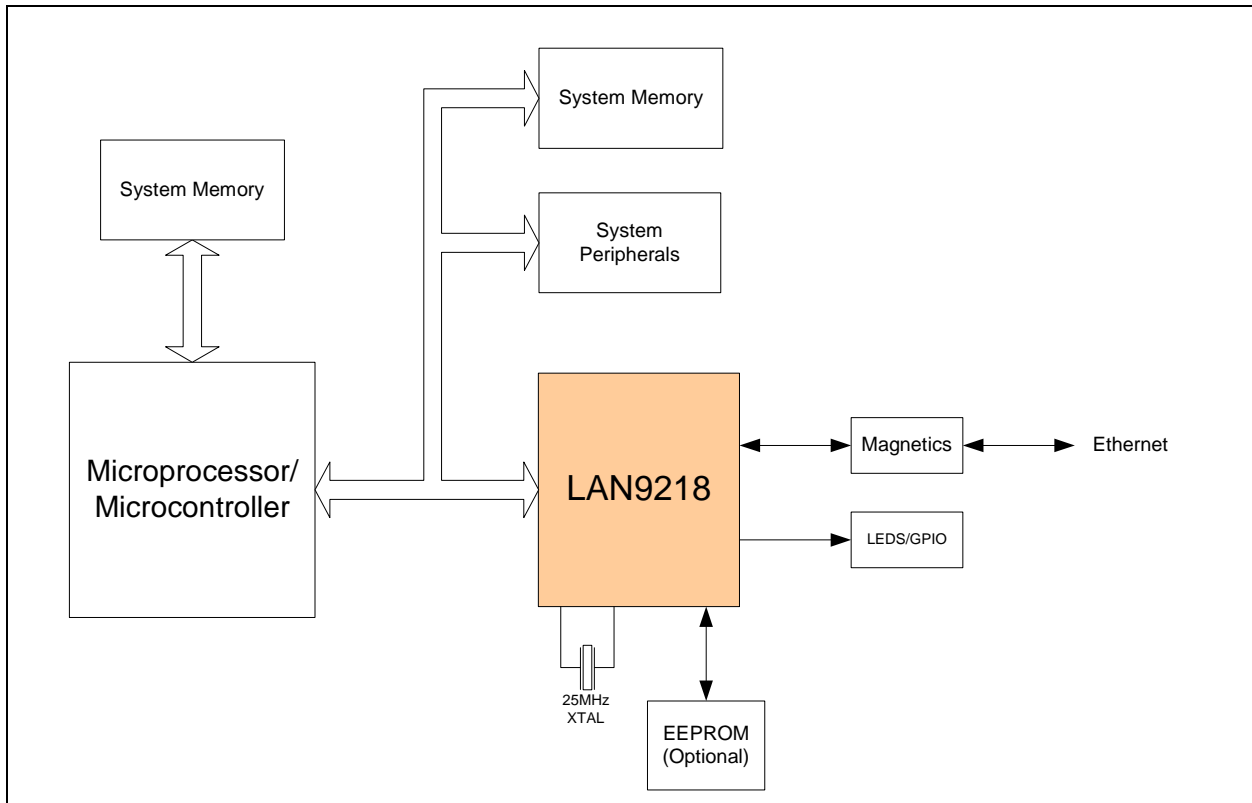 System Memory
System Memory
System
Peripherals
Microprocessor/
Microcontroller
LAN9218
Magnetics
Ethernet
LEDS/GPIO
25MHz
XTAL
EEPROM
(Optional)